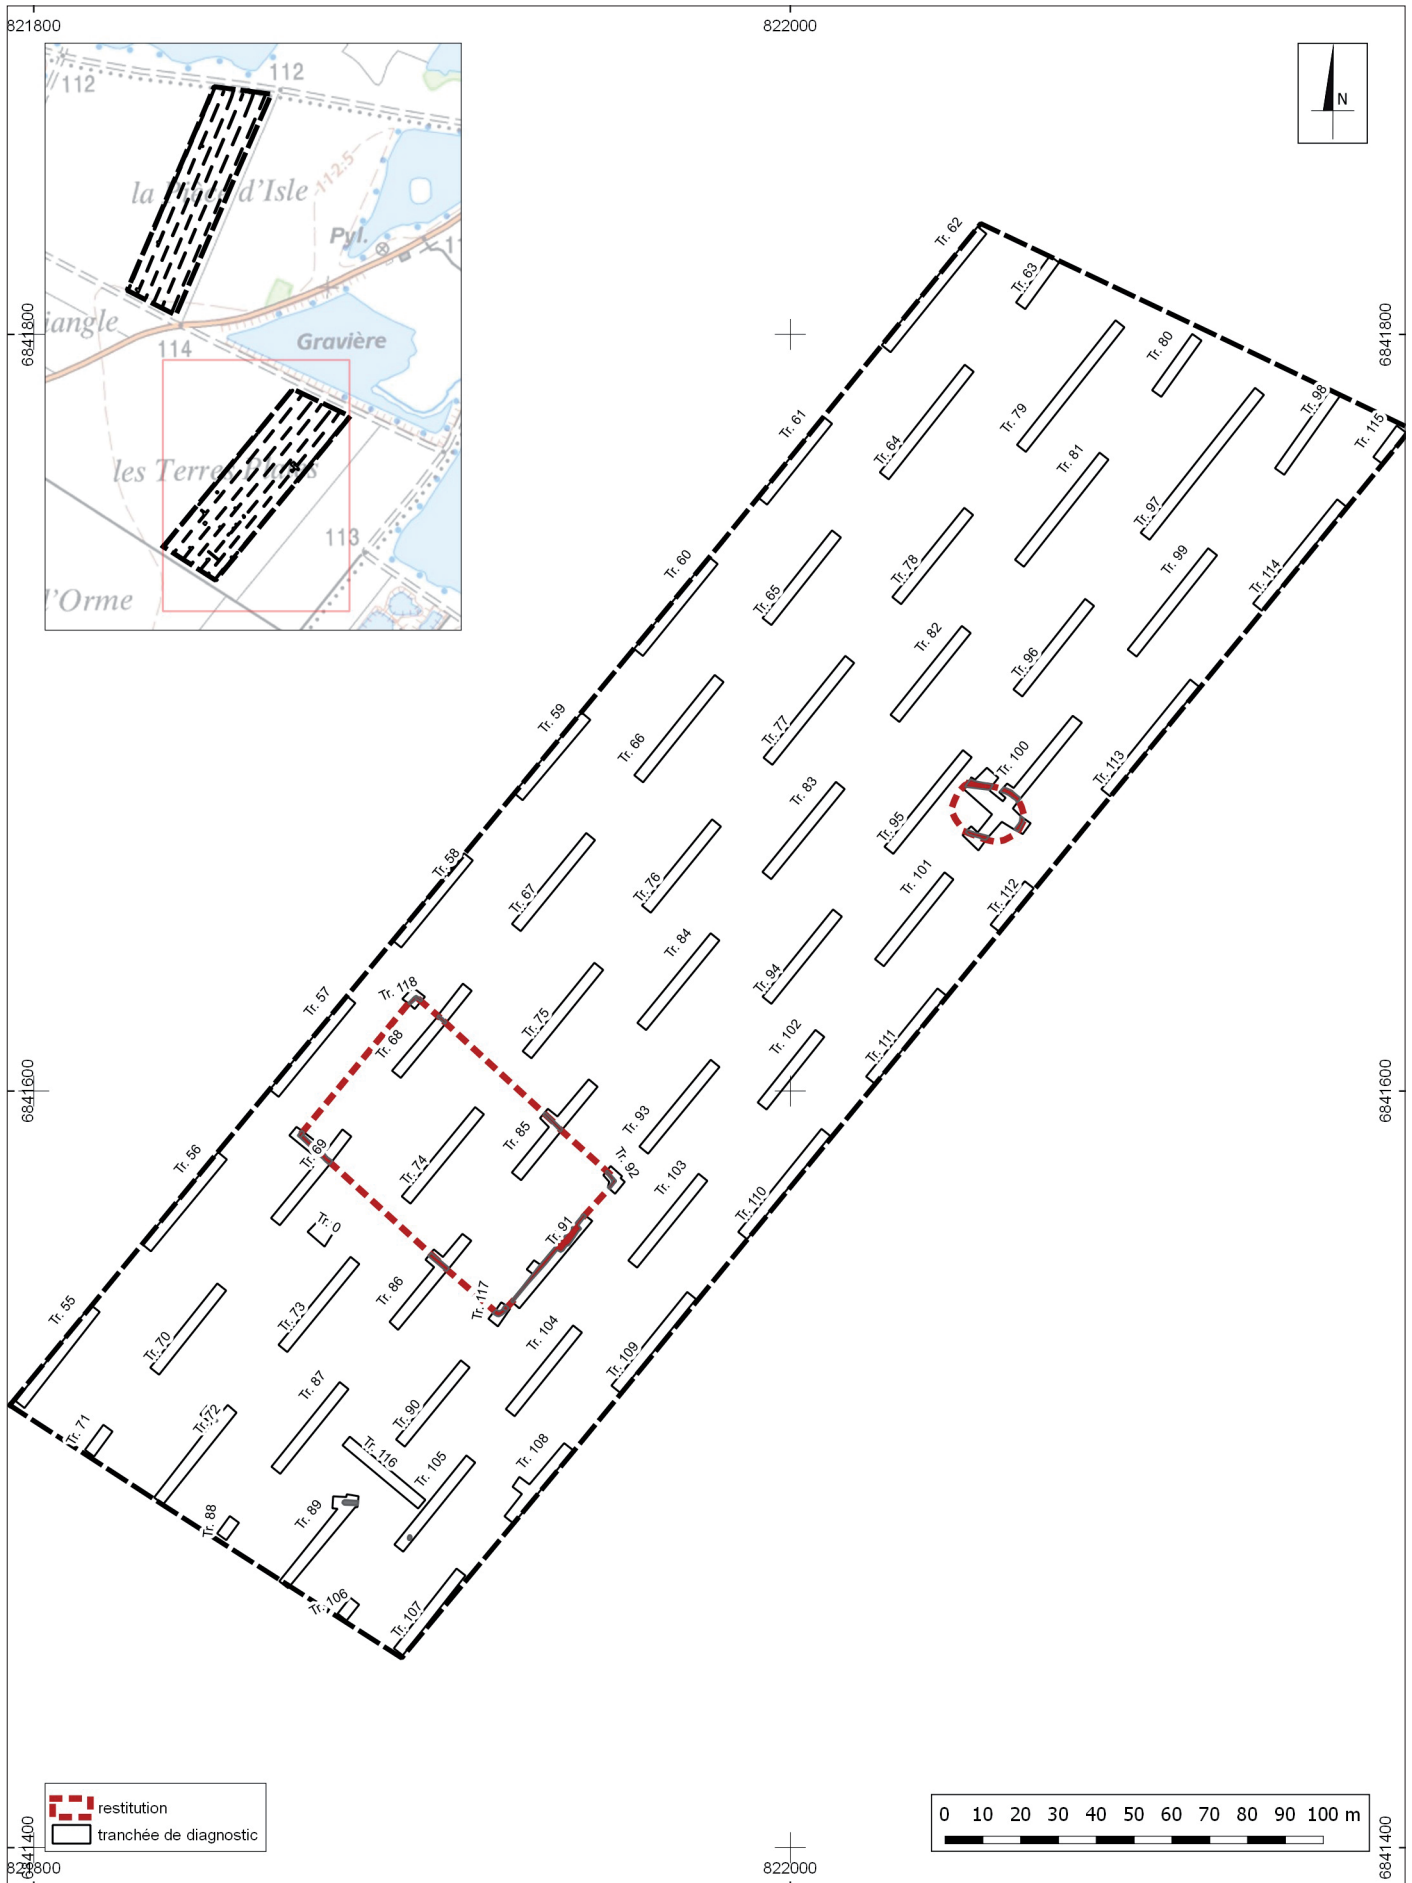 821800
822000
112
112
la Pièce d'Isle
11-2:5
Pyl.
11
iangle
114
Gravière
les Terres Plates
113
l'Orme
N
6841800
6841800
6841600
6841600
6841400
6841400
821800
822000
Tr. 62
Tr. 63
Tr. 80
Tr. 98
Tr. 115
Tr. 61
Tr. 64
Tr. 79
Tr. 81
Tr. 97
Tr. 60
Tr. 65
Tr. 78
Tr. 99
Tr. 114
Tr. 59
Tr. 66
Tr. 77
Tr. 82
Tr. 96
Tr. 58
Tr. 67
Tr. 76
Tr. 83
Tr. 95
Tr. 100
Tr. 113
Tr. 57
Tr. 118
Tr. 68
Tr. 75
Tr. 84
Tr. 94
Tr. 101
Tr. 112
Tr. 56
Tr. 69
Tr. 74
Tr. 85
Tr. 92
Tr. 93
Tr. 102
Tr. 111
Tr. 0
Tr. 91
Tr. 103
Tr. 110
Tr. 55
Tr. 70
Tr. 73
Tr. 86
Tr. 117
Tr. 104
Tr. 109
Tr. 71
Tr. 72
Tr. 87
Tr. 90
Tr. 116
Tr. 105
Tr. 108
Tr. 88
Tr. 89
Tr. 106
Tr. 107
restitution
tranchée de diagnostic
0 10 20 30 40 50 60 70 80 90 100 m